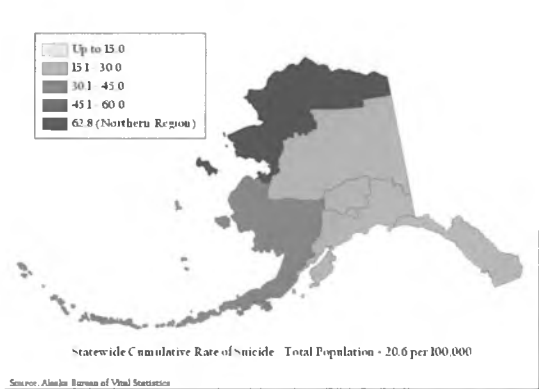 Up to 15.0
15.1 - 30.0
30.1 - 45.0
45.1 - 60.0
62.8 (Northern Region)
Statewide Cumulative Rate of Suicide - Total Population - 20.6 per 100,000
Source: Alaska Bureau of Vital Statistics